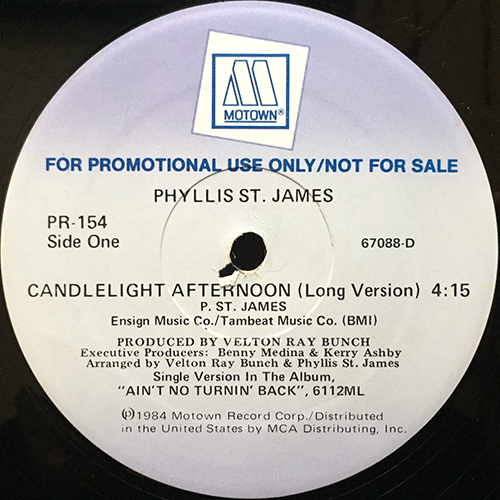 MOTOWN®
FOR PROMOTIONAL USE ONLY/NOT FOR SALE
PHYLLIS ST. JAMES
PR-154
Side One
67088-D
CANDLELIGHT AFTERNOON (Long Version) 4:15
P. ST. JAMES
Ensign Music Co./Tambeat Music Co. (BMI)
PRODUCED BY VELTON RAY BUNCH
Executive Producers: Benny Medina & Kerry Ashby
Arranged by Velton Ray Bunch & Phyllis St. James
Single Version In The Album,
"AIN'T NO TURNIN' BACK", 6112ML
℗1984 Motown Record Corp./Distributed
in the United States by MCA Distributing, Inc.